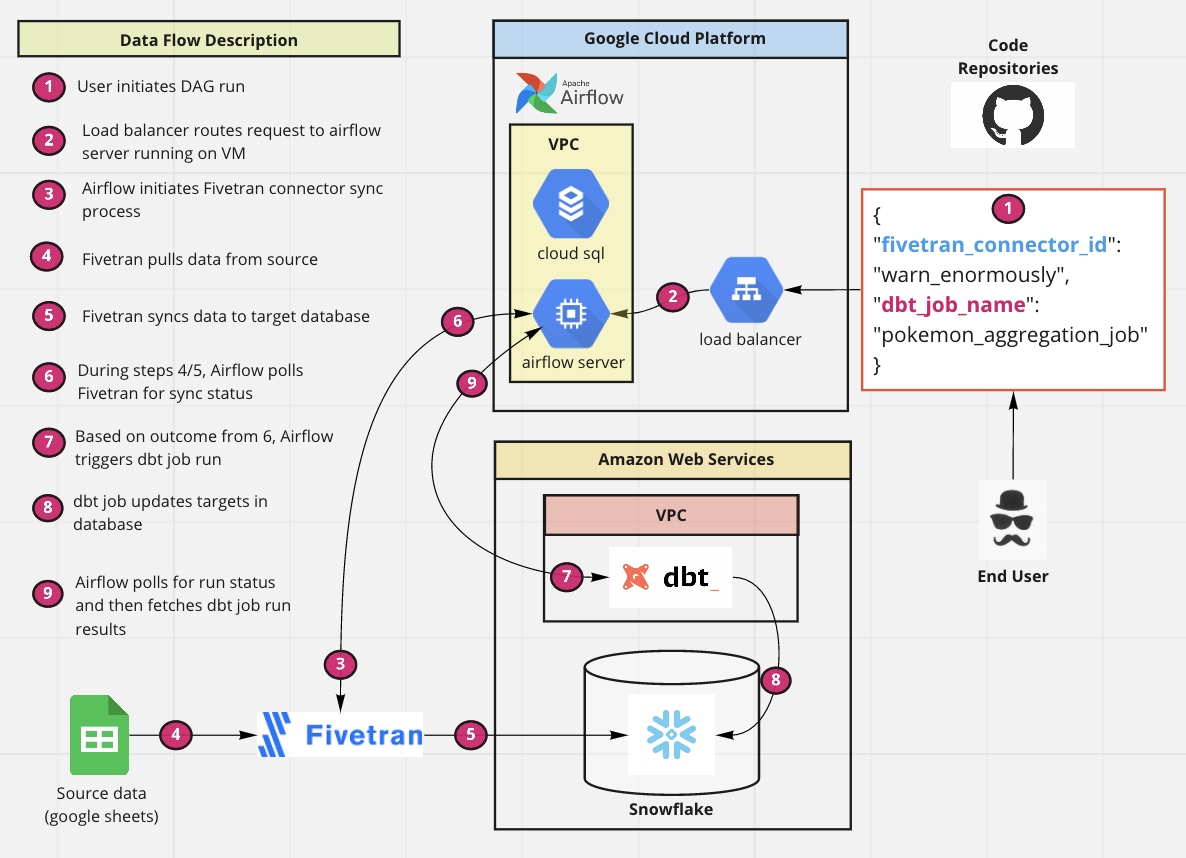 Data Flow Description
1
User initiates DAG run
2
Load balancer routes request to airflow
server running on VM
3
Airflow initiates Fivetran connector sync
process
4
Fivetran pulls data from source
5
Fivetran syncs data to target database
6
During steps 4/5, Airflow polls
Fivetran for sync status
7
Based on outcome from 6, Airflow
triggers dbt job run
8
dbt job updates targets in
database
9
Airflow polls for run status
and then fetches dbt job run
results
Google Cloud Platform
Apache
Airflow
VPC
cloud sql
airflow server
2
load balancer
6
9
Code
Repositories
1
{
"fivetran_connector_id":
"warn_enormously",
"dbt_job_name":
"pokemon_aggregation_job"
}
End User
Amazon Web Services
VPC
7
dbt_
8
Snowflake
3
4
Fivetran
5
Source data
(google sheets)